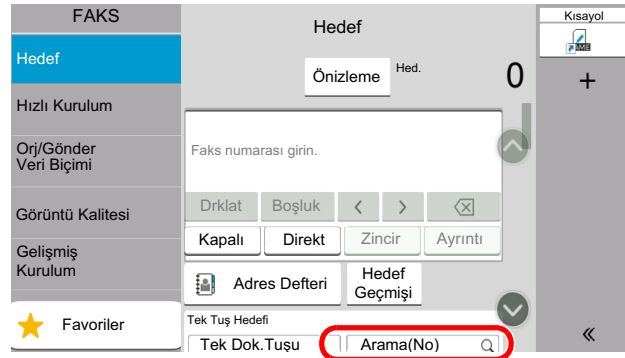 FAKS
Hedef
Hızlı Kurulum
Orj/Gönder
Veri Biçimi
Görüntü Kalitesi
Gelişmiş
Kurulum
Favoriler
Hedef
Önizleme
Hed.
0
Faks numarası girin.
Drklat
Boşluk
<
>
Kapalı
Direkt
Zincir
Ayrıntı
Adres Defteri
Hedef
Geçmişi
Tek Tuş Hedefi
Tek Dok.Tuşu
Arama(No)
Kısayol
+
«